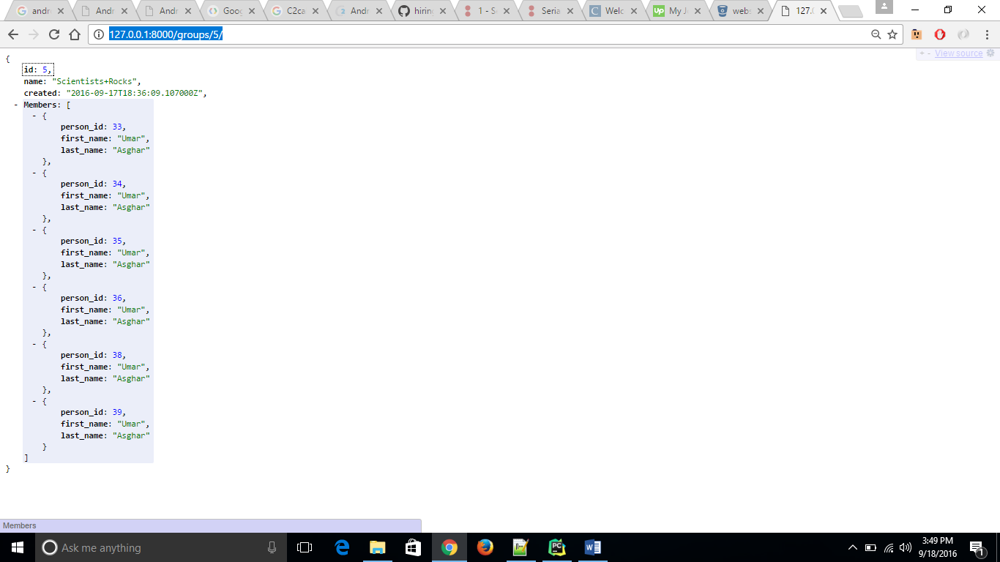 andr
Andr
Andr
Goog
C2ca
Andr
hirin
1 - Se
Seria
Welc
My J
webs
127.0
127.0.0.1:8000/groups/5/
+ - View source
{
id: 5,
name: "Scientists+Rocks",
created: "2016-09-17T18:36:09.107000Z",
- Members: [
- {
person_id: 33,
first_name: "Umar",
last_name: "Asghar"
},
- {
person_id: 34,
first_name: "Umar",
last_name: "Asghar"
},
- {
person_id: 35,
first_name: "Umar",
last_name: "Asghar"
},
- {
person_id: 36,
first_name: "Umar",
last_name: "Asghar"
},
- {
person_id: 38,
first_name: "Umar",
last_name: "Asghar"
},
- {
person_id: 39,
first_name: "Umar",
last_name: "Asghar"
}
]
}
Members
Ask me anything
3:49 PM
9/18/2016
1